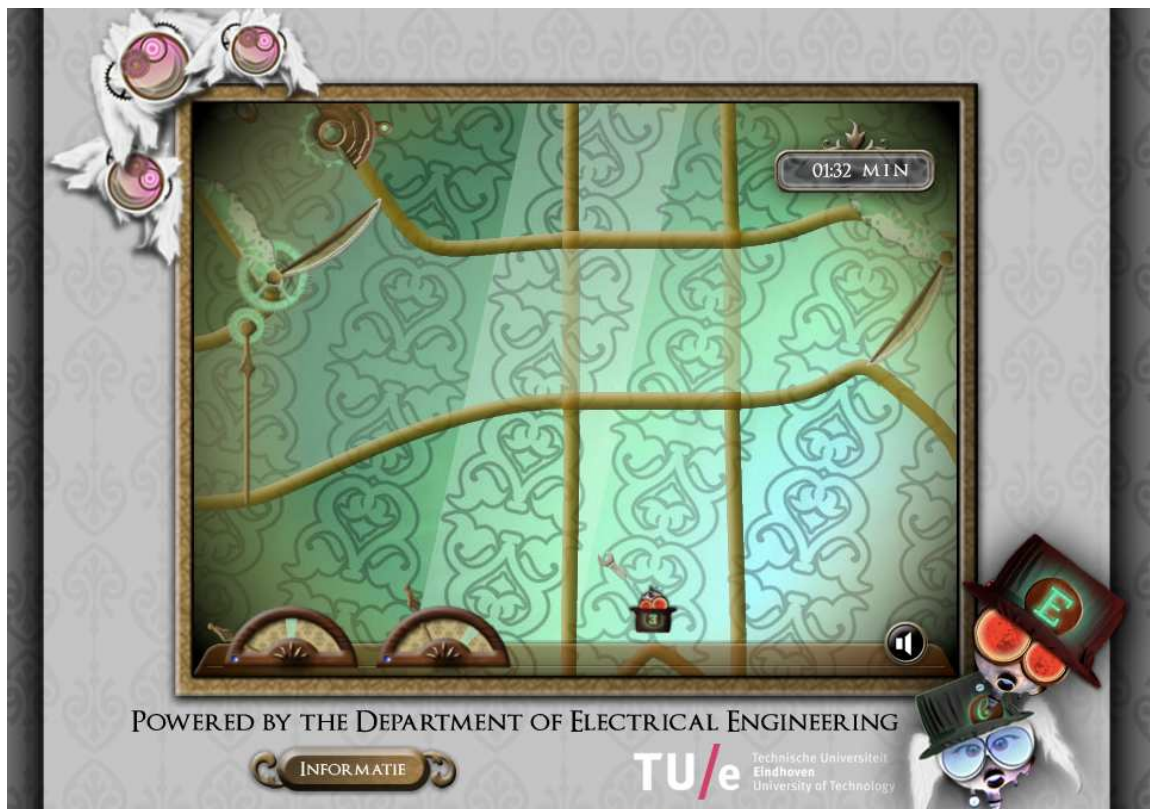 01:32 MIN
3
E
POWERED BY THE DEPARTMENT OF ELECTRICAL ENGINEERING
INFORMATIE
TU/e
Technische Universiteit
Eindhoven
University of Technology